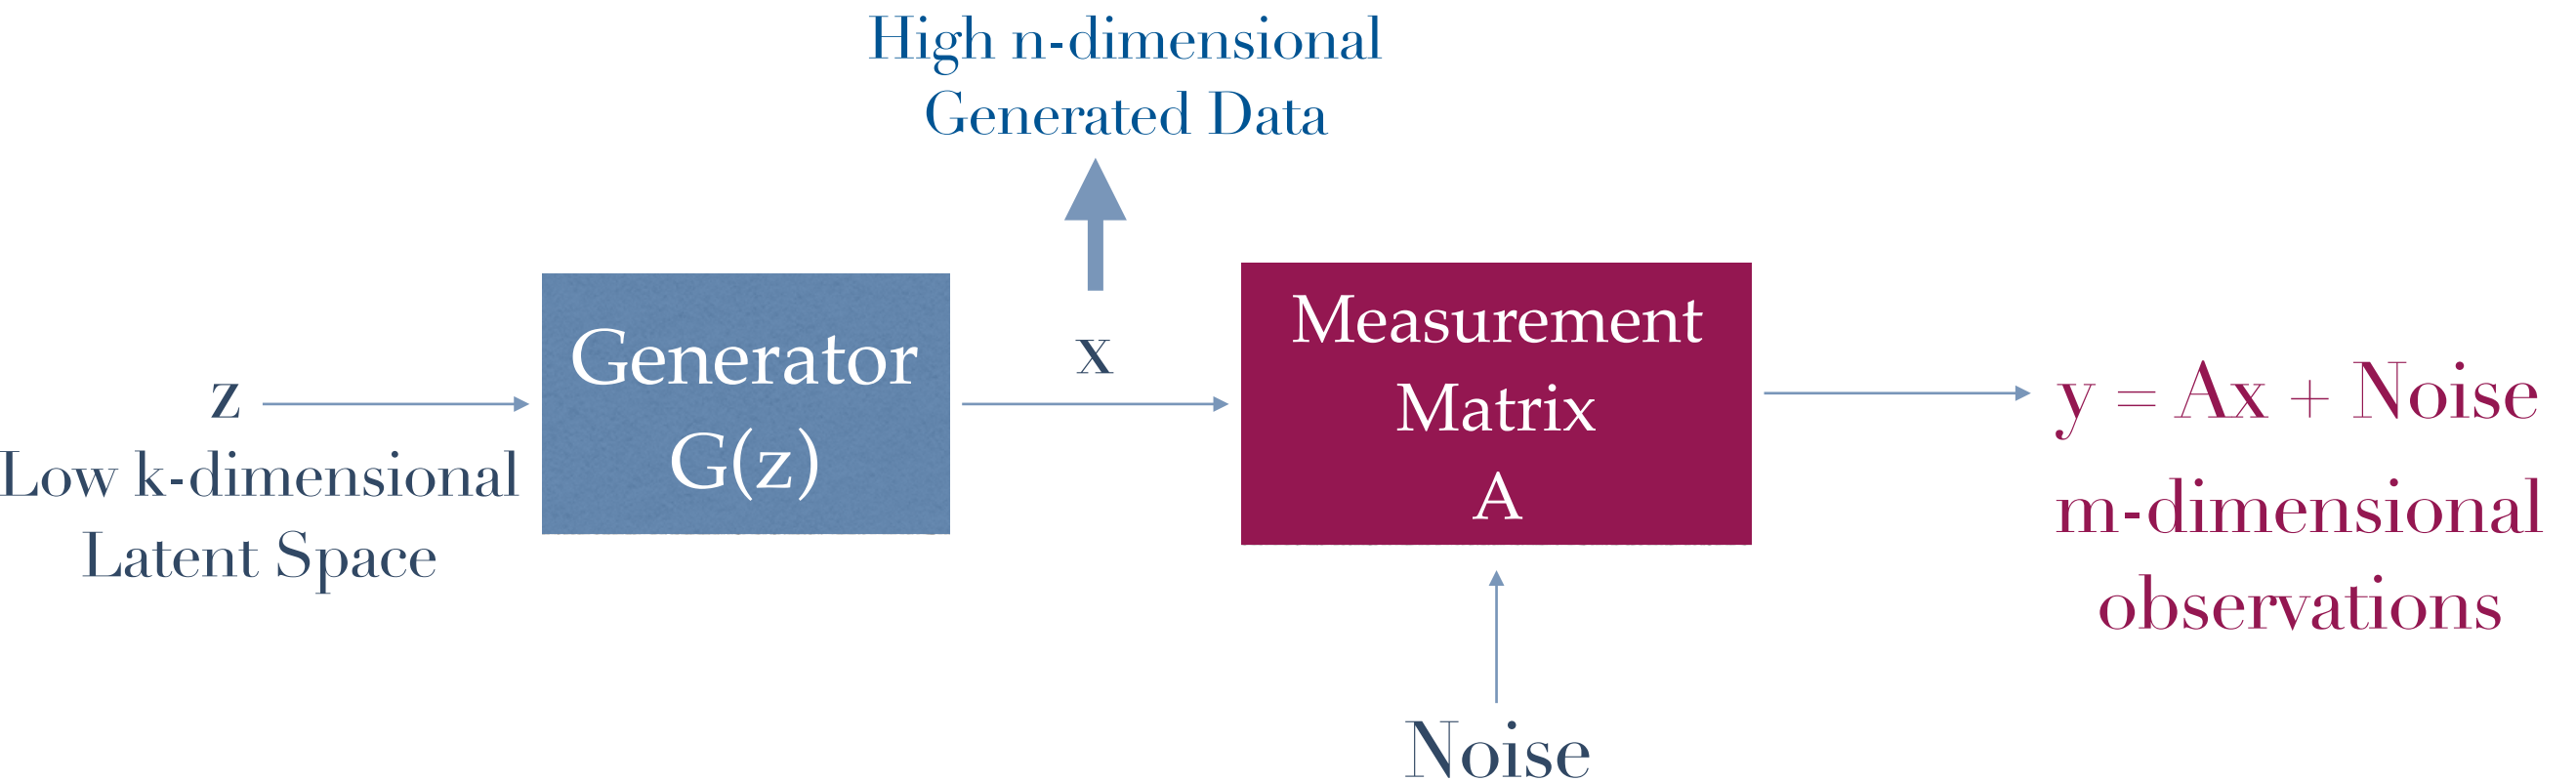 High n-dimensional
Generated Data
z
Low k-dimensional
Latent Space
Generator
G(z)
x
Measurement
Matrix
A
Noise
y = Ax + Noise
m-dimensional
observations